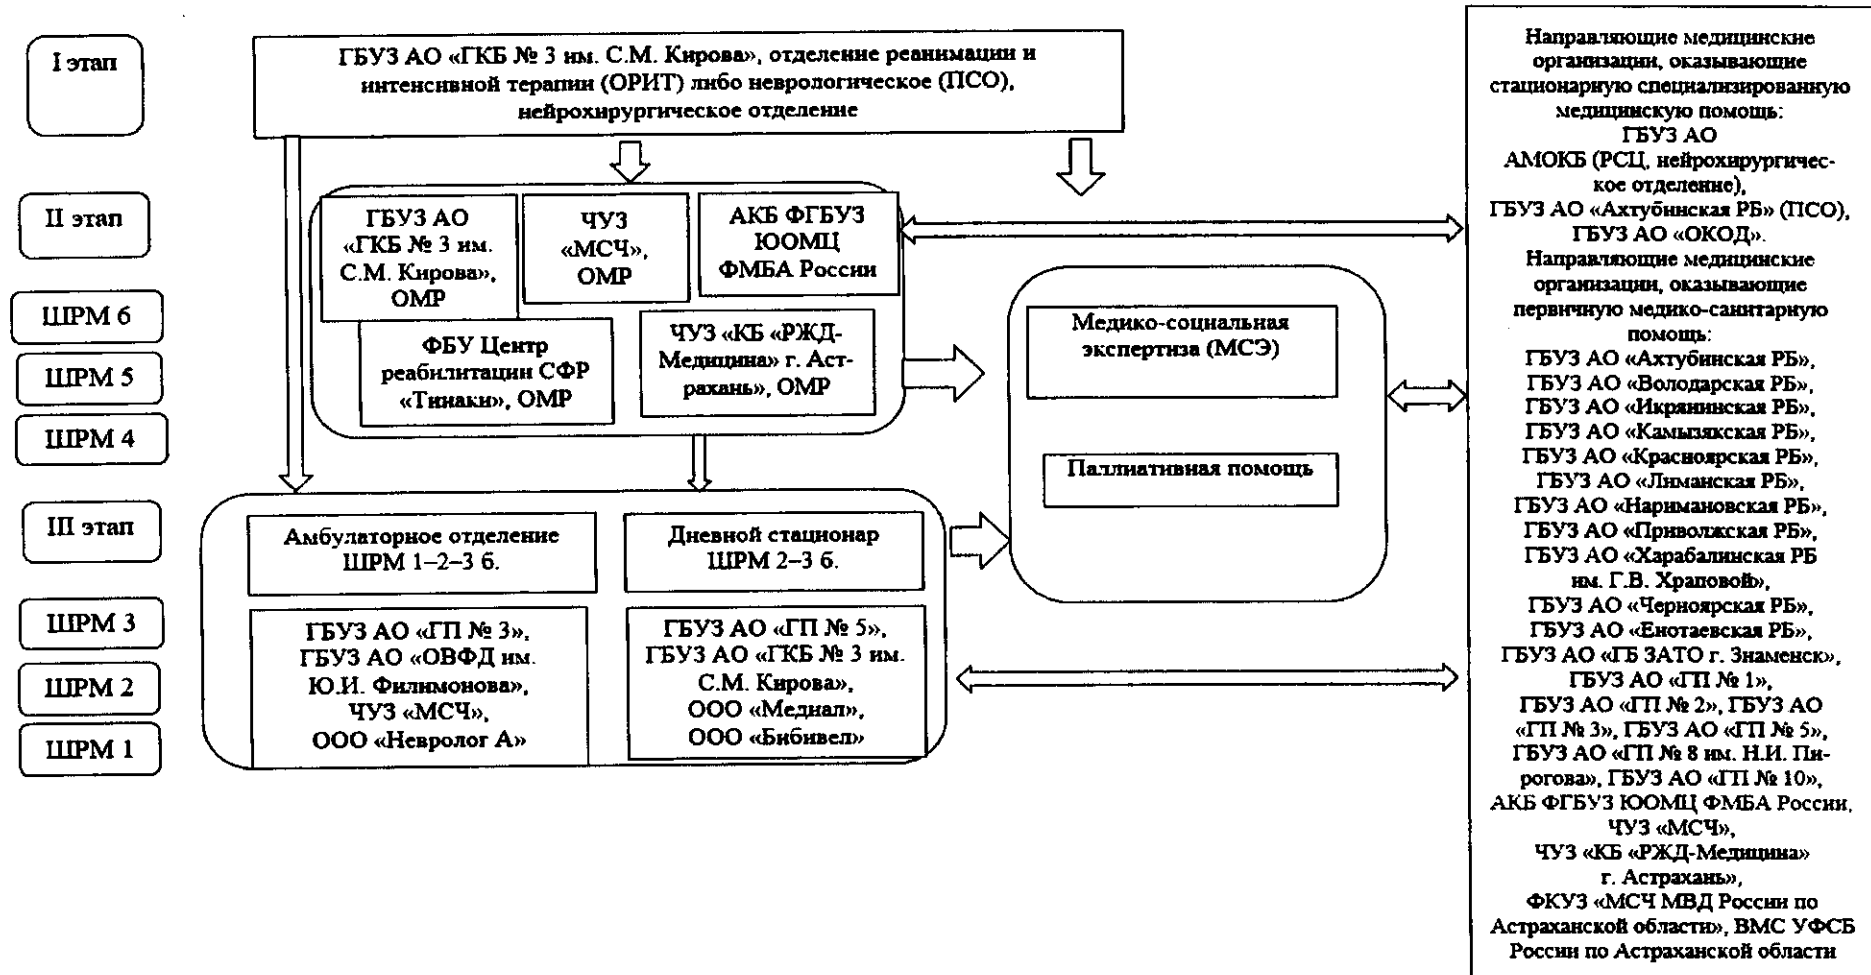 I этап
ГБУЗ АО «ГКБ № 3 им. С.М. Кирова», отделение реанимации и
интенсивной терапии (ОРИТ) либо неврологическое (ПСО),
нейрохирургическое отделение
II этап
ГБУЗ АО
«ГКБ № 3 им.
С.М. Кирова»,
ОМР
ЧУЗ
«МСЧ»,
ОМР
АКБ ФГБУЗ
ЮОМЦ
ФМБА России
ШРМ 6
ШРМ 5
ШРМ 4
ФБУ Центр
реабилитации СФР
«Тинаки», ОМР
ЧУЗ «КБ «РЖД-
Медицина» г. Аст-
рахань», ОМР
Медико-социальная
экспертиза (МСЭ)
Паллиативная помощь
III этап
Амбулаторное отделение
ШРМ 1–2–3 б.
Дневной стационар
ШРМ 2–3 б.
ШРМ 3
ШРМ 2
ШРМ 1
ГБУЗ АО «ГП № 3»,
ГБУЗ АО «ОВФД им.
Ю.И. Филимонова»,
ЧУЗ «МСЧ»,
ООО «Невролог А»
ГБУЗ АО «ГП № 5»,
ГБУЗ АО «ГКБ № 3 им.
С.М. Кирова»,
ООО «Медиал»,
ООО «Бибивел»
Направляющие медицинские
организации, оказывающие
стационарную специализированную
медицинскую помощь:
ГБУЗ АО
АМОКБ (РСЦ, нейрохирургичес-
кое отделение),
ГБУЗ АО «Ахтубинская РБ» (ПСО),
ГБУЗ АО «ОКОД».
Направляющие медицинские
организации, оказывающие
первичную медико-санитарную
помощь:
ГБУЗ АО «Ахтубинская РБ»,
ГБУЗ АО «Володарская РБ»,
ГБУЗ АО «Икрянинская РБ»,
ГБУЗ АО «Камызякская РБ»,
ГБУЗ АО «Красноярская РБ»,
ГБУЗ АО «Лиманская РБ»,
ГБУЗ АО «Наримановская РБ»,
ГБУЗ АО «Приволжская РБ»,
ГБУЗ АО «Харабалинская РБ
им. Г.В. Храповой»,
ГБУЗ АО «Черноярская РБ»,
ГБУЗ АО «Енотаевская РБ»,
ГБУЗ АО «ГБ ЗАТО г. Знаменск»,
ГБУЗ АО «ГП № 1»,
ГБУЗ АО «ГП № 2», ГБУЗ АО
«ГП № 3», ГБУЗ АО «ГП № 5»,
ГБУЗ АО «ГП № 8 им. Н.И. Пи-
рогова», ГБУЗ АО «ГП № 10»,
АКБ ФГБУЗ ЮОМЦ ФМБА России,
ЧУЗ «МСЧ»,
ЧУЗ «КБ «РЖД-Медицина»
г. Астрахань»,
ФКУЗ «МСЧ МВД России по
Астраханской области», ВМС УФСБ
России по Астраханской области